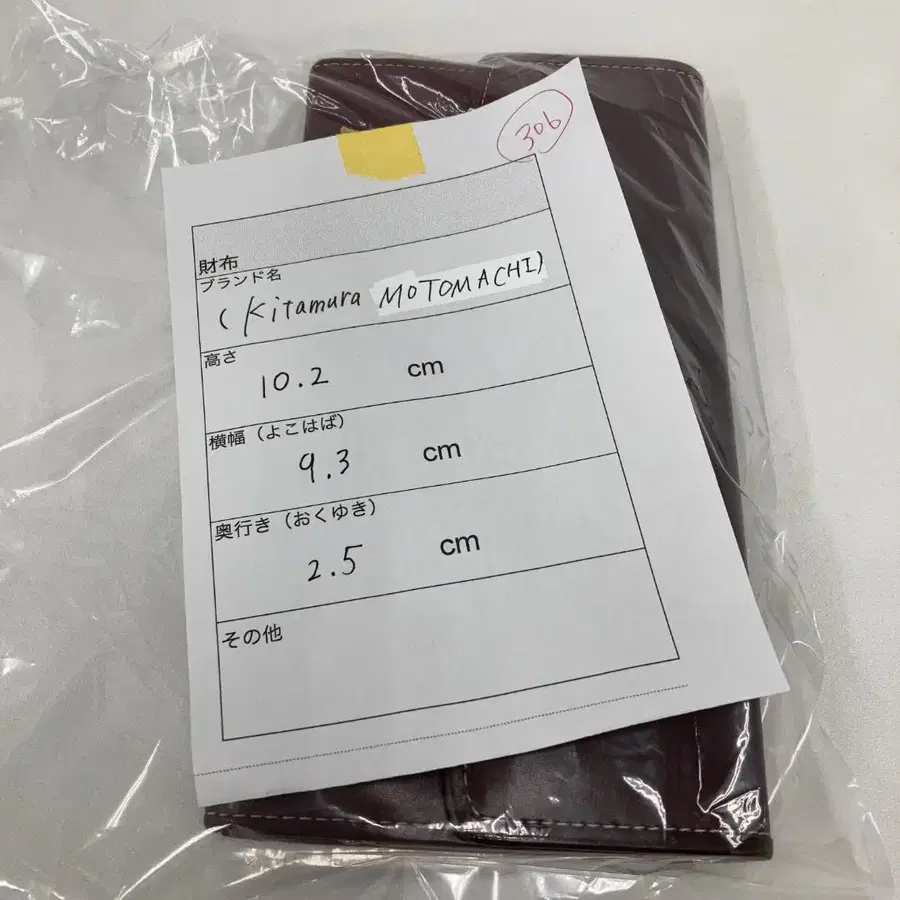 306
財布
ブランド名
(Kitamura MOTOMACHI)
高さ
10.2 cm
横幅（よこはば）
9.3 cm
奥行き（おくゆき）
2.5 cm
その他